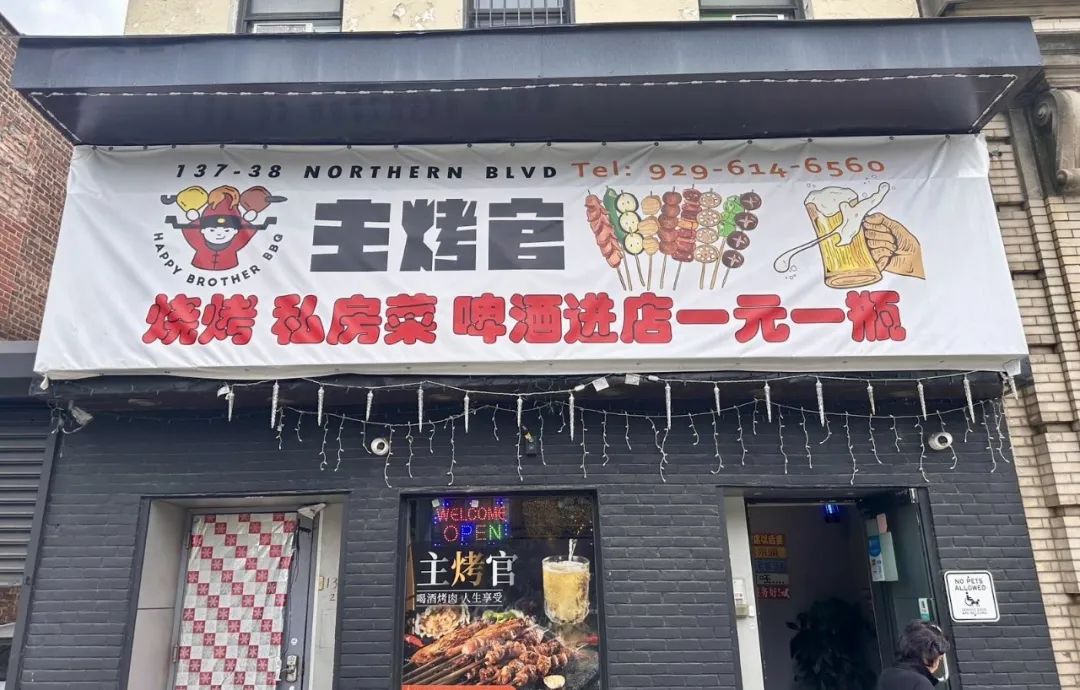 137-38 NORTHERN BLVD Tel: 929-614-6560
HAPPY BROTHER BBQ
主烤官
烧烤 私房菜 啤酒进店一元一瓶
WELCOME
OPEN
主烤官
喝酒烤肉 人生享受
NO PETS
ALLOWED